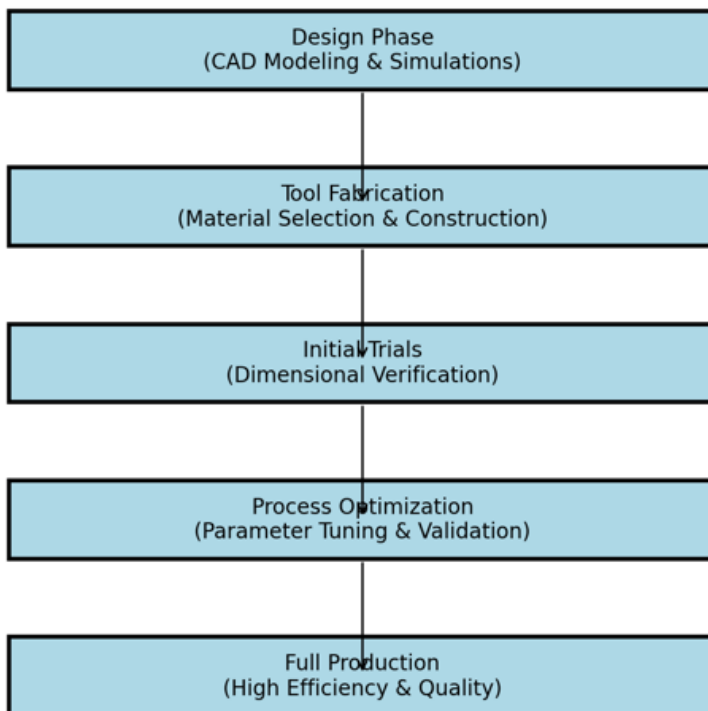 Design Phase
(CAD Modeling & Simulations)
Tool Fabrication
(Material Selection & Construction)
Initial Trials
(Dimensional Verification)
Process Optimization
(Parameter Tuning & Validation)
Full Production
(High Efficiency & Quality)